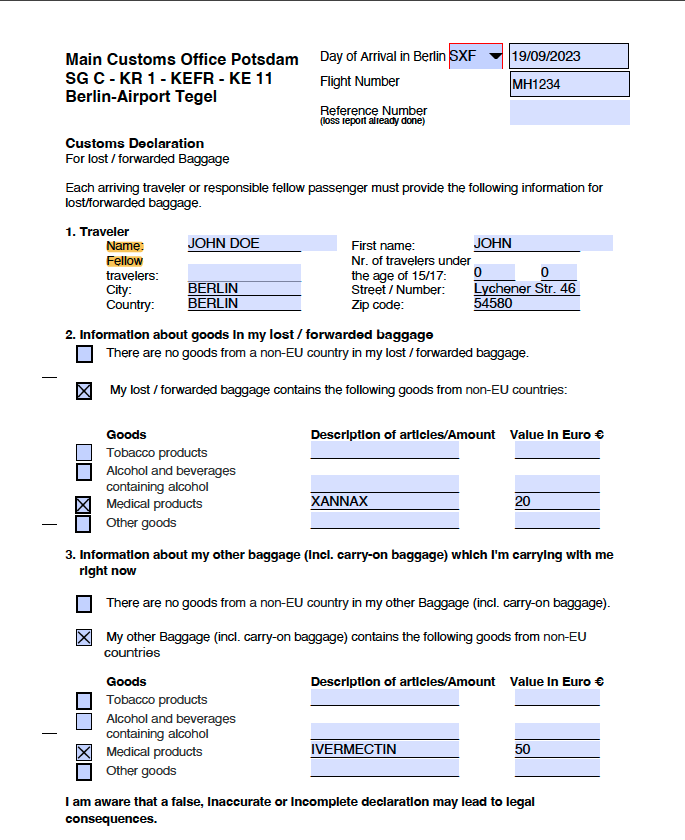 Main Customs Office Potsdam
SG C - KR 1 - KEFR - KE 11
Berlin-Airport Tegel
Day of Arrival in Berlin SXF 19/09/2023
Flight Number MH1234
Reference Number
(loss report already done)
Customs Declaration
For lost / forwarded Baggage
Each arriving traveler or responsible fellow passenger must provide the following information for
lost/forwarded baggage.
1. Traveler
Name: JOHN DOE First name: JOHN
Fellow Nr. of travelers under
travelers: the age of 15/17: 0 0
City: BERLIN Street / Number: Lychener Str. 46
Country: BERLIN Zip code: 54580
2. Information about goods in my lost / forwarded baggage
There are no goods from a non-EU country in my lost / forwarded baggage.
My lost / forwarded baggage contains the following goods from non-EU countries:
Goods Description of articles/Amount Value in Euro €
Tobacco products
Alcohol and beverages
containing alcohol
Medical products XANNAX 20
Other goods
3. Information about my other baggage (incl. carry-on baggage) which I'm carrying with me
right now
There are no goods from a non-EU country in my other Baggage (incl. carry-on baggage).
My other Baggage (incl. carry-on baggage) contains the following goods from non-EU
countries
Goods Description of articles/Amount Value in Euro €
Tobacco products
Alcohol and beverages
containing alcohol
Medical products IVERMECTIN 50
Other goods
I am aware that a false, inaccurate or incomplete declaration may lead to legal
consequences.